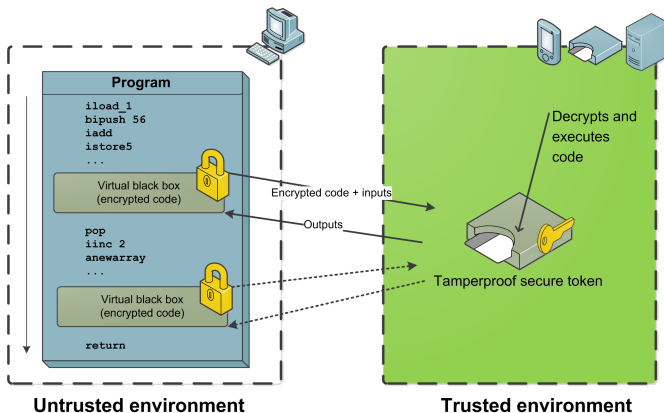 Program
iload_1
bipush 56
iadd
istore5
...
Virtual black box
(encrypted code)
pop
iinc 2
anewarray
...
Virtual black box
(encrypted code)
return
Encrypted code + inputs
Outputs
Decrypts and
executes
code
Tamperproof secure token
Untrusted environment
Trusted environment